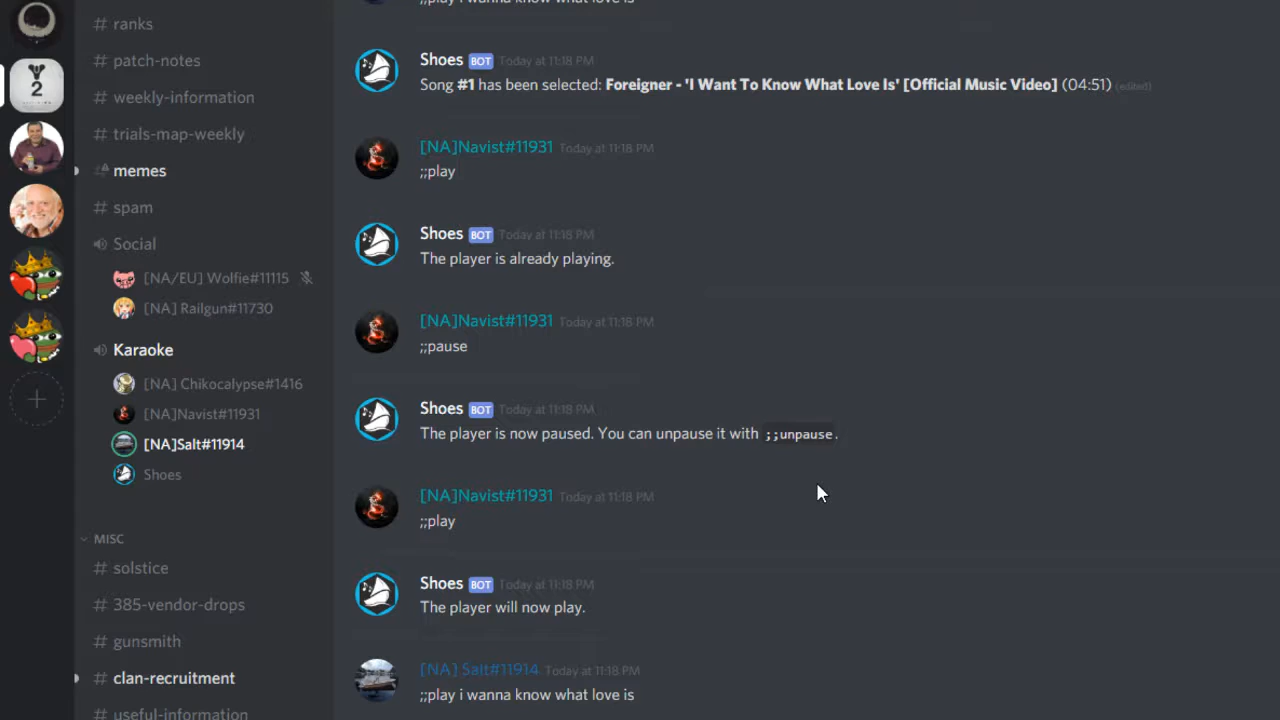 # ranks
# patch-notes
# weekly-information
# trials-map-weekly
memes
# spam
Social
[NA/EU] Wolfie#11115
[NA] Railgun#11730
Karaoke
[NA] Chikocalypse#1416
[NA]Navist#11931
[NA]Salt#11914
Shoes
MISC
# solstice
# 385-vendor-drops
# gunsmith
# clan-recruitment
# useful-information
;;play i wanna know what love is
Shoes BOT Today at 11:18 PM
Song #1 has been selected: Foreigner - 'I Want To Know What Love Is' [Official Music Video] (04:51) (edited)
[NA]Navist#11931 Today at 11:18 PM
;;play
Shoes BOT Today at 11:18 PM
The player is already playing.
[NA]Navist#11931 Today at 11:18 PM
;;pause
Shoes BOT Today at 11:18 PM
The player is now paused. You can unpause it with ;;unpause.
[NA]Navist#11931 Today at 11:18 PM
;;play
Shoes BOT Today at 11:18 PM
The player will now play.
[NA] Salt#11914 Today at 11:18 PM
;;play i wanna know what love is
2